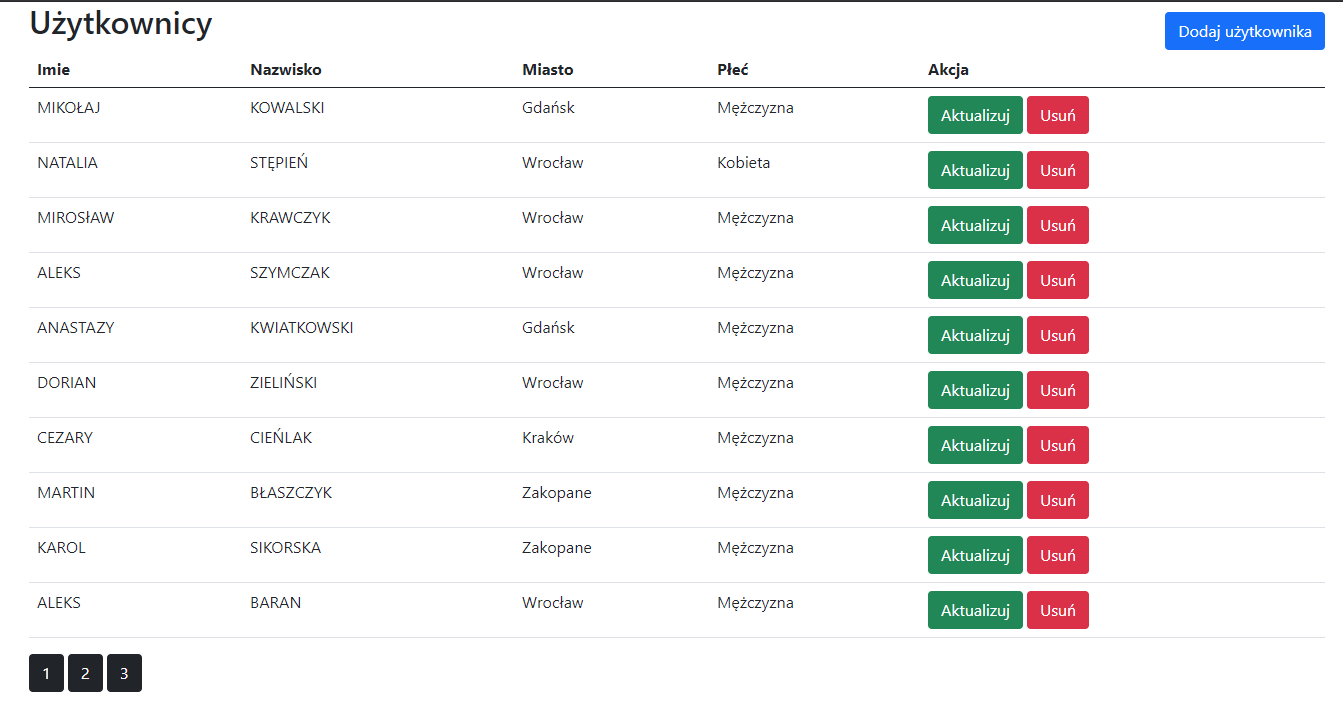 Użytkownicy
Dodaj użytkownika
Imie Nazwisko Miasto Płeć Akcja
MIKOŁAJ KOWALSKI Gdańsk Mężczyzna Aktualizuj Usuń
NATALIA STĘPIEŃ Wrocław Kobieta Aktualizuj Usuń
MIROSłAW KRAWCZYK Wrocław Mężczyzna Aktualizuj Usuń
ALEKS SZYMCZAK Wrocław Mężczyzna Aktualizuj Usuń
ANASTAZY KWIATKOWSKI Gdańsk Mężczyzna Aktualizuj Usuń
DORIAN ZIELIŃSKI Wrocław Mężczyzna Aktualizuj Usuń
CEZARY CIEŃLAK Kraków Mężczyzna Aktualizuj Usuń
MARTIN BŁASZCZYK Zakopane Mężczyzna Aktualizuj Usuń
KAROL SIKORSKA Zakopane Mężczyzna Aktualizuj Usuń
ALEKS BARAN Wrocław Mężczyzna Aktualizuj Usuń
1 2 3